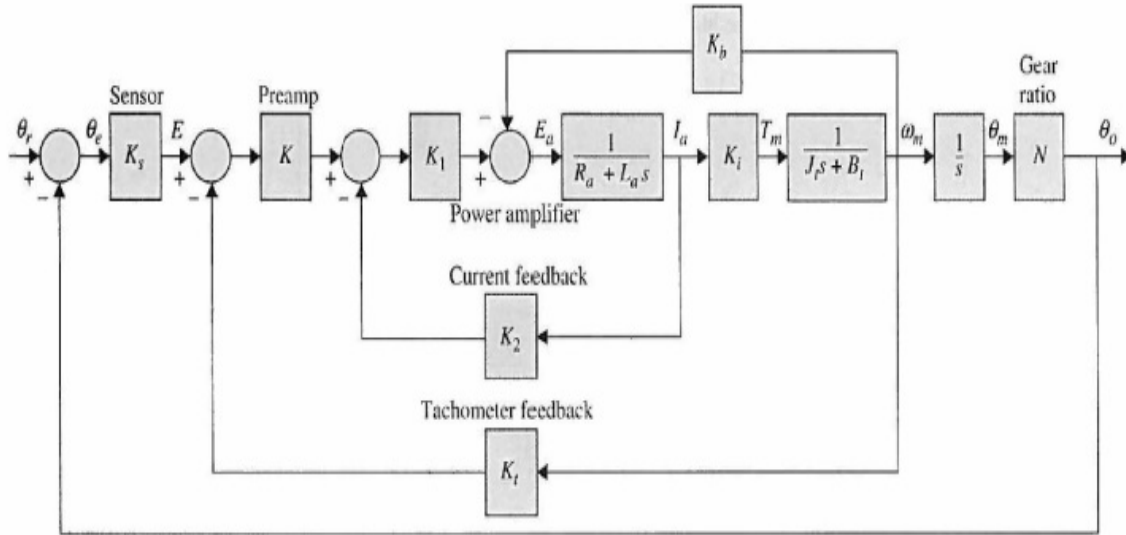 K_b
Gear ratio
Sensor
Preamp
θ_r
θ_e
K_s
E
K
K_1
E_a
1 / (R_a + L_a s)
I_a
K_i
T_m
1 / (J_t s + B_t)
ω_m
1/s
θ_m
N
θ_o
+
−
+
−
+
−
+
−
Power amplifier
Current feedback
K_2
Tachometer feedback
K_t